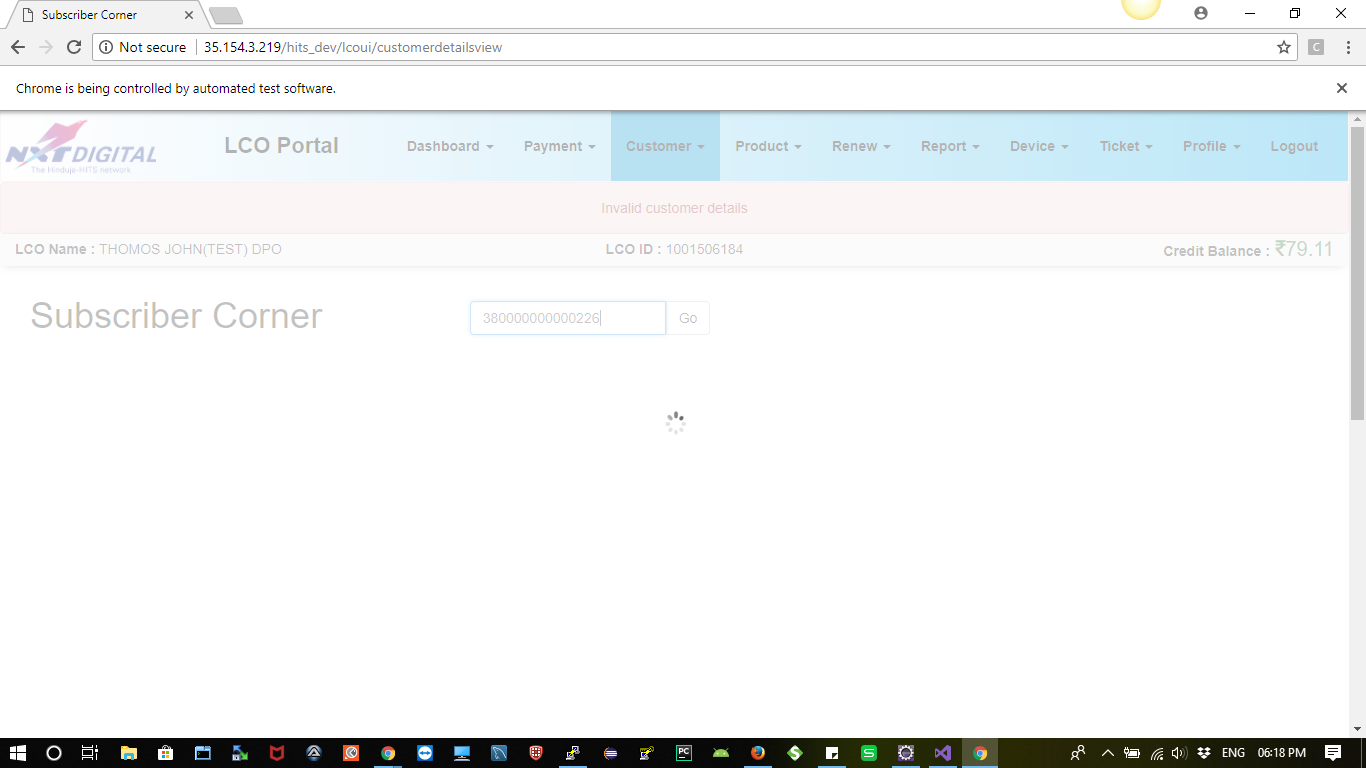 Subscriber Corner
Not secure 35.154.3.219/hits_dev/lcoui/customerdetailsview
C
Chrome is being controlled by automated test software.
NXTDIGITAL
The Hinduja-HITS network
LCO Portal Dashboard Payment Customer Product Renew Report Device Ticket Profile Logout
Invalid customer details
LCO Name : THOMOS JOHN(TEST) DPO LCO ID : 1001506184 Credit Balance : ₹79.11
Subscriber Corner 380000000000226 Go
PC ENG 06:18 PM